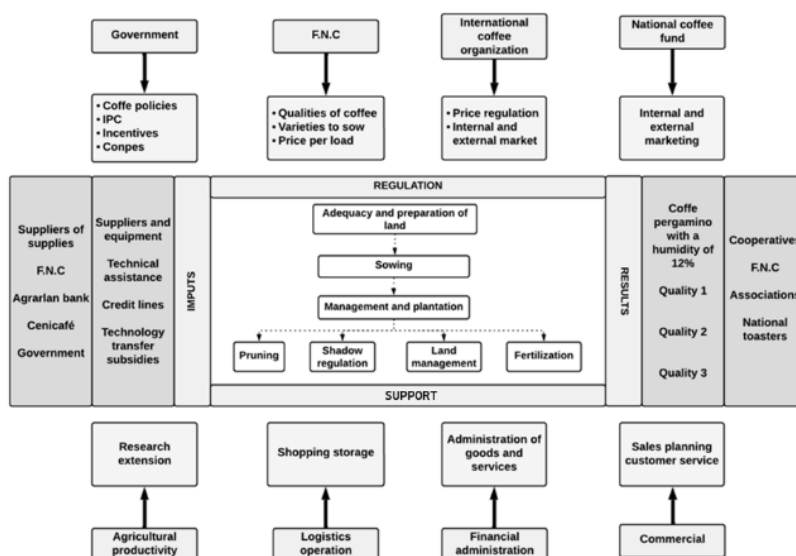 Government
F.N.C
International
coffee
organization
National coffee
fund
• Coffe policies
• IPC
• Incentives
• Conpes
• Qualities of coffee
• Varieties to sow
• Price per load
• Price regulation
• Internal and
external market
Internal and
external
marketing
Suppliers of
supplies
F.N.C
Agrarlan bank
Cenicafé
Government
Suppliers and
equipment
Technical
assistance
Credit lines
Technology
transfer
subsidies
IMPUTS
REGULATION
Adequacy and preparation of
land
Sowing
Management and plantation
Pruning
Shadow
regulation
Land
management
Fertilization
SUPPORT
RESULTS
Coffe
pergamino
with a
humidity of
12%
Quality 1
Quality 2
Quality 3
Cooperatives
F.N.C
Associations
National
toasters
Research
extension
Shopping storage
Administration of
goods and
services
Sales planning
customer service
Agricultural
productivity
Logistics
operation
Financial
administration
Commercial